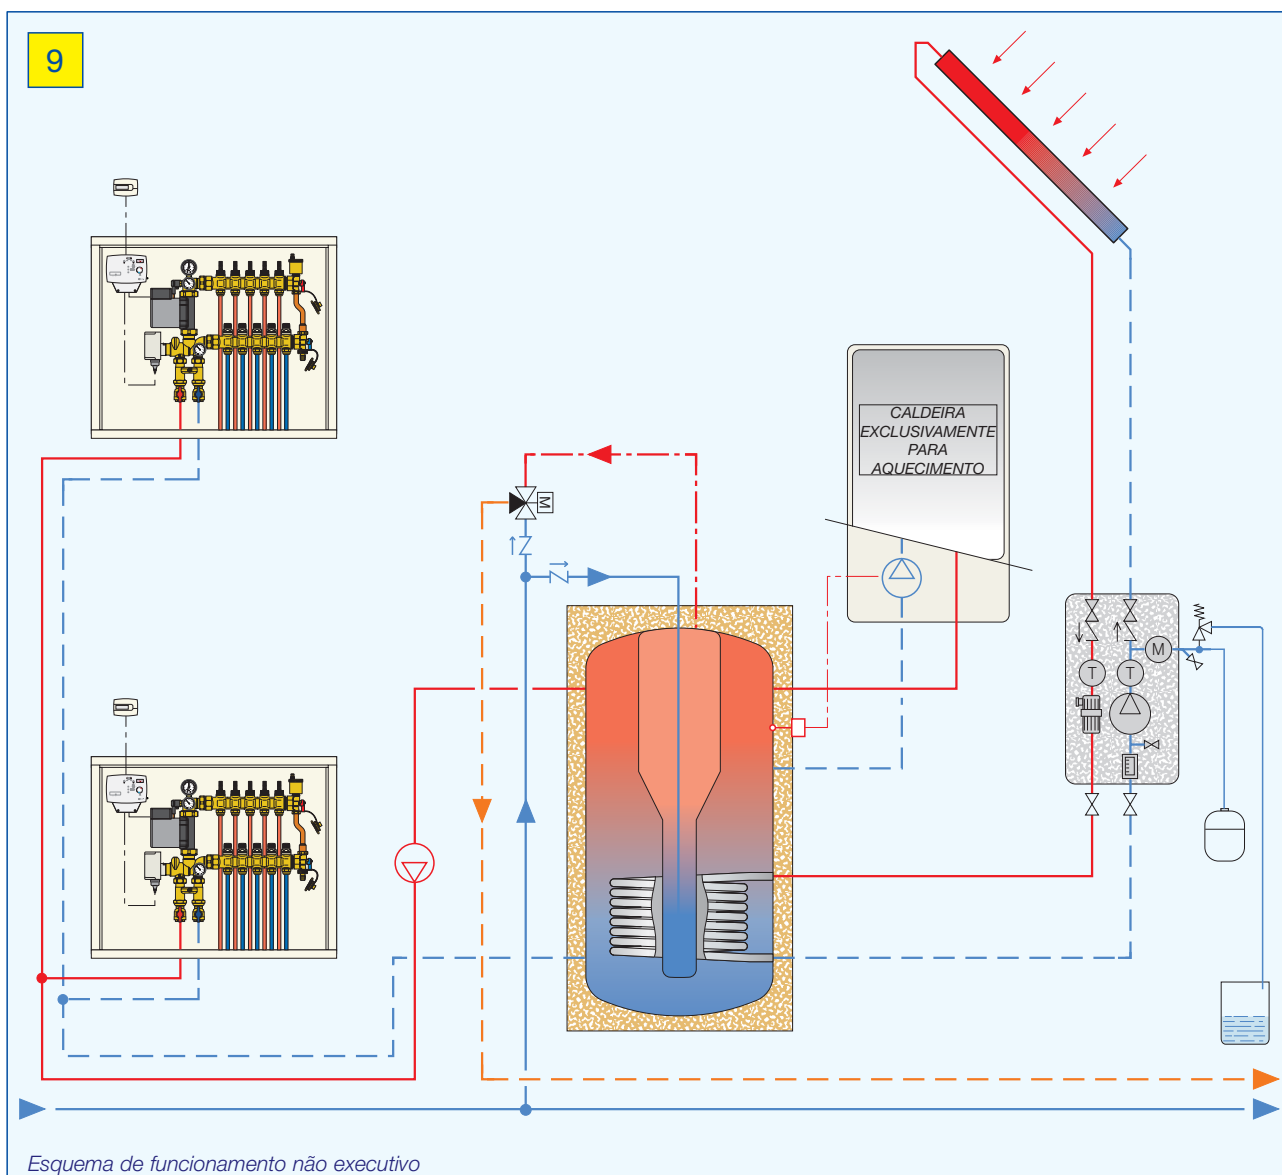 9
CALDEIRA
EXCLUSIVAMENTE
PARA
AQUECIMENTO
M
M
T
T
Esquema de funcionamento não executivo